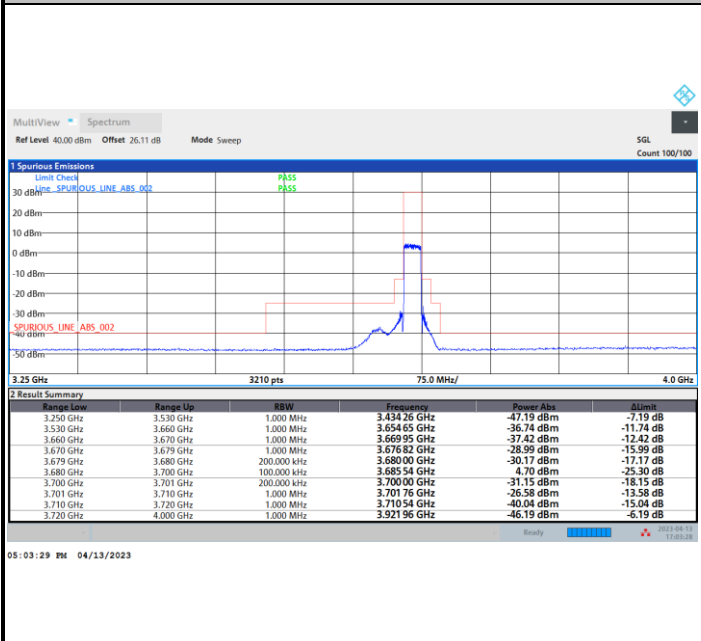 MultiView Spectrum
Ref Level 40.00 dBm Offset 26.11 dB Mode Sweep SGL
Count 100/100
1 Spurious Emissions
Limit Check PASS
Line _SPURIOUS_LINE_ABS_002 PASS
30 dBm
20 dBm
10 dBm
0 dBm
-10 dBm
-20 dBm
-30 dBm
_SPURIOUS_LINE_ABS_002
-40 dBm
-50 dBm
3.25 GHz 3210 pts 75.0 MHz/ 4.0 GHz
2 Result Summary
Range Low Range Up RBW Frequency Power Abs ΔLimit
3.250 GHz 3.530 GHz 1.000 MHz 3.434 26 GHz -47.19 dBm -7.19 dB
3.530 GHz 3.660 GHz 1.000 MHz 3.654 65 GHz -36.74 dBm -11.74 dB
3.660 GHz 3.670 GHz 1.000 MHz 3.669 95 GHz -37.42 dBm -12.42 dB
3.670 GHz 3.679 GHz 1.000 MHz 3.676 82 GHz -28.99 dBm -15.99 dB
3.679 GHz 3.680 GHz 200.000 kHz 3.680 00 GHz -30.17 dBm -17.17 dB
3.680 GHz 3.700 GHz 100.000 kHz 3.685 54 GHz 4.70 dBm -25.30 dB
3.700 GHz 3.701 GHz 200.000 kHz 3.700 00 GHz -31.15 dBm -18.15 dB
3.701 GHz 3.710 GHz 1.000 MHz 3.701 76 GHz -26.58 dBm -13.58 dB
3.710 GHz 3.720 GHz 1.000 MHz 3.710 54 GHz -40.04 dBm -15.04 dB
3.720 GHz 4.000 GHz 1.000 MHz 3.921 96 GHz -46.19 dBm -6.19 dB
Ready 2023-04-13
17:03:28
05:03:29 PM 04/13/2023